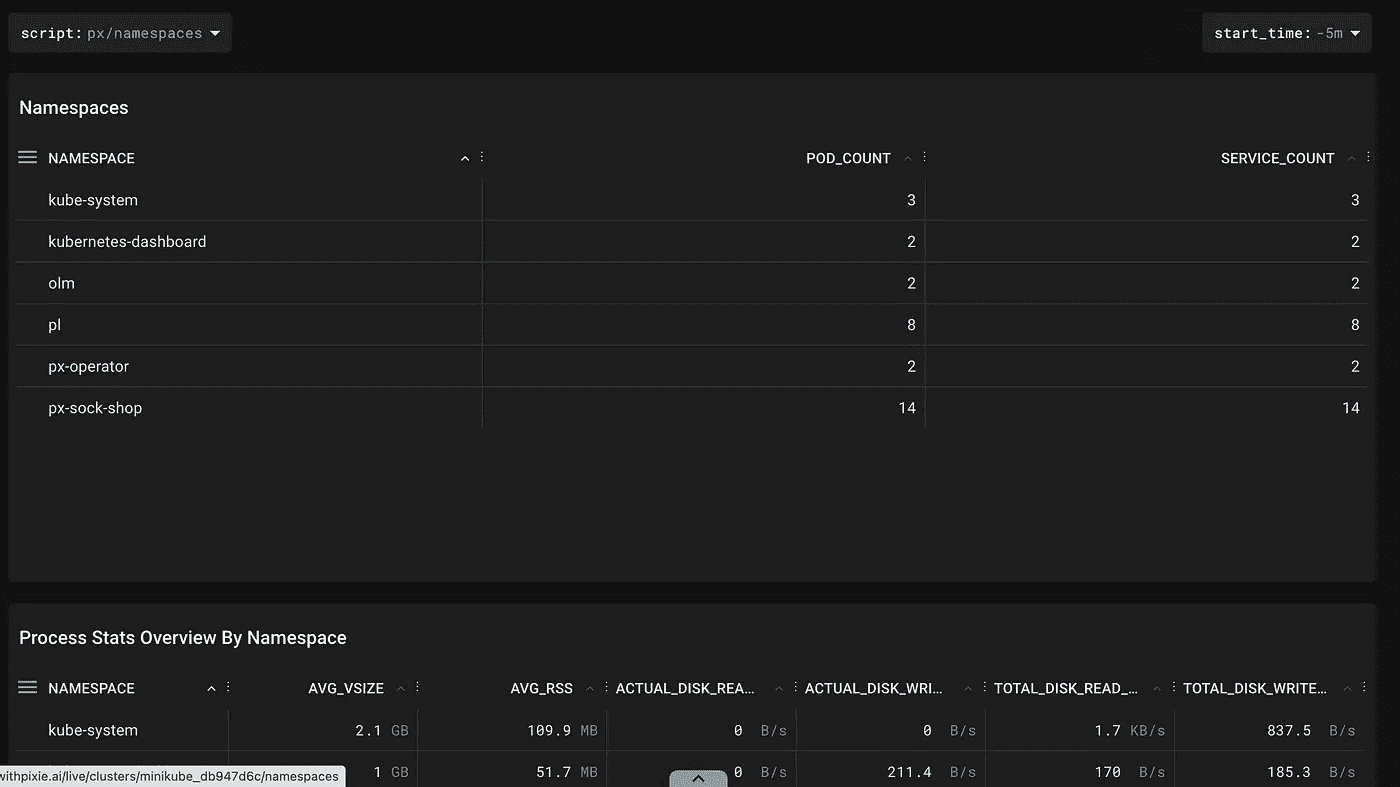 script: px/namespaces
start_time: -5m
Namespaces
NAMESPACE POD_COUNT SERVICE_COUNT
kube-system 3 3
kubernetes-dashboard 2 2
olm 2 2
pl 8 8
px-operator 2 2
px-sock-shop 14 14
Process Stats Overview By Namespace
NAMESPACE AVG_VSIZE AVG_RSS ACTUAL_DISK_REA... ACTUAL_DISK_WRI... TOTAL_DISK_READ_... TOTAL_DISK_WRITE...
kube-system 2.1 GB 109.9 MB 0 B/s 0 B/s 1.7 KB/s 837.5 B/s
1 GB 51.7 MB 0 B/s 211.4 B/s 170 B/s 185.3 B/s
withpixie.ai/live/clusters/minikube_db947d6c/namespaces